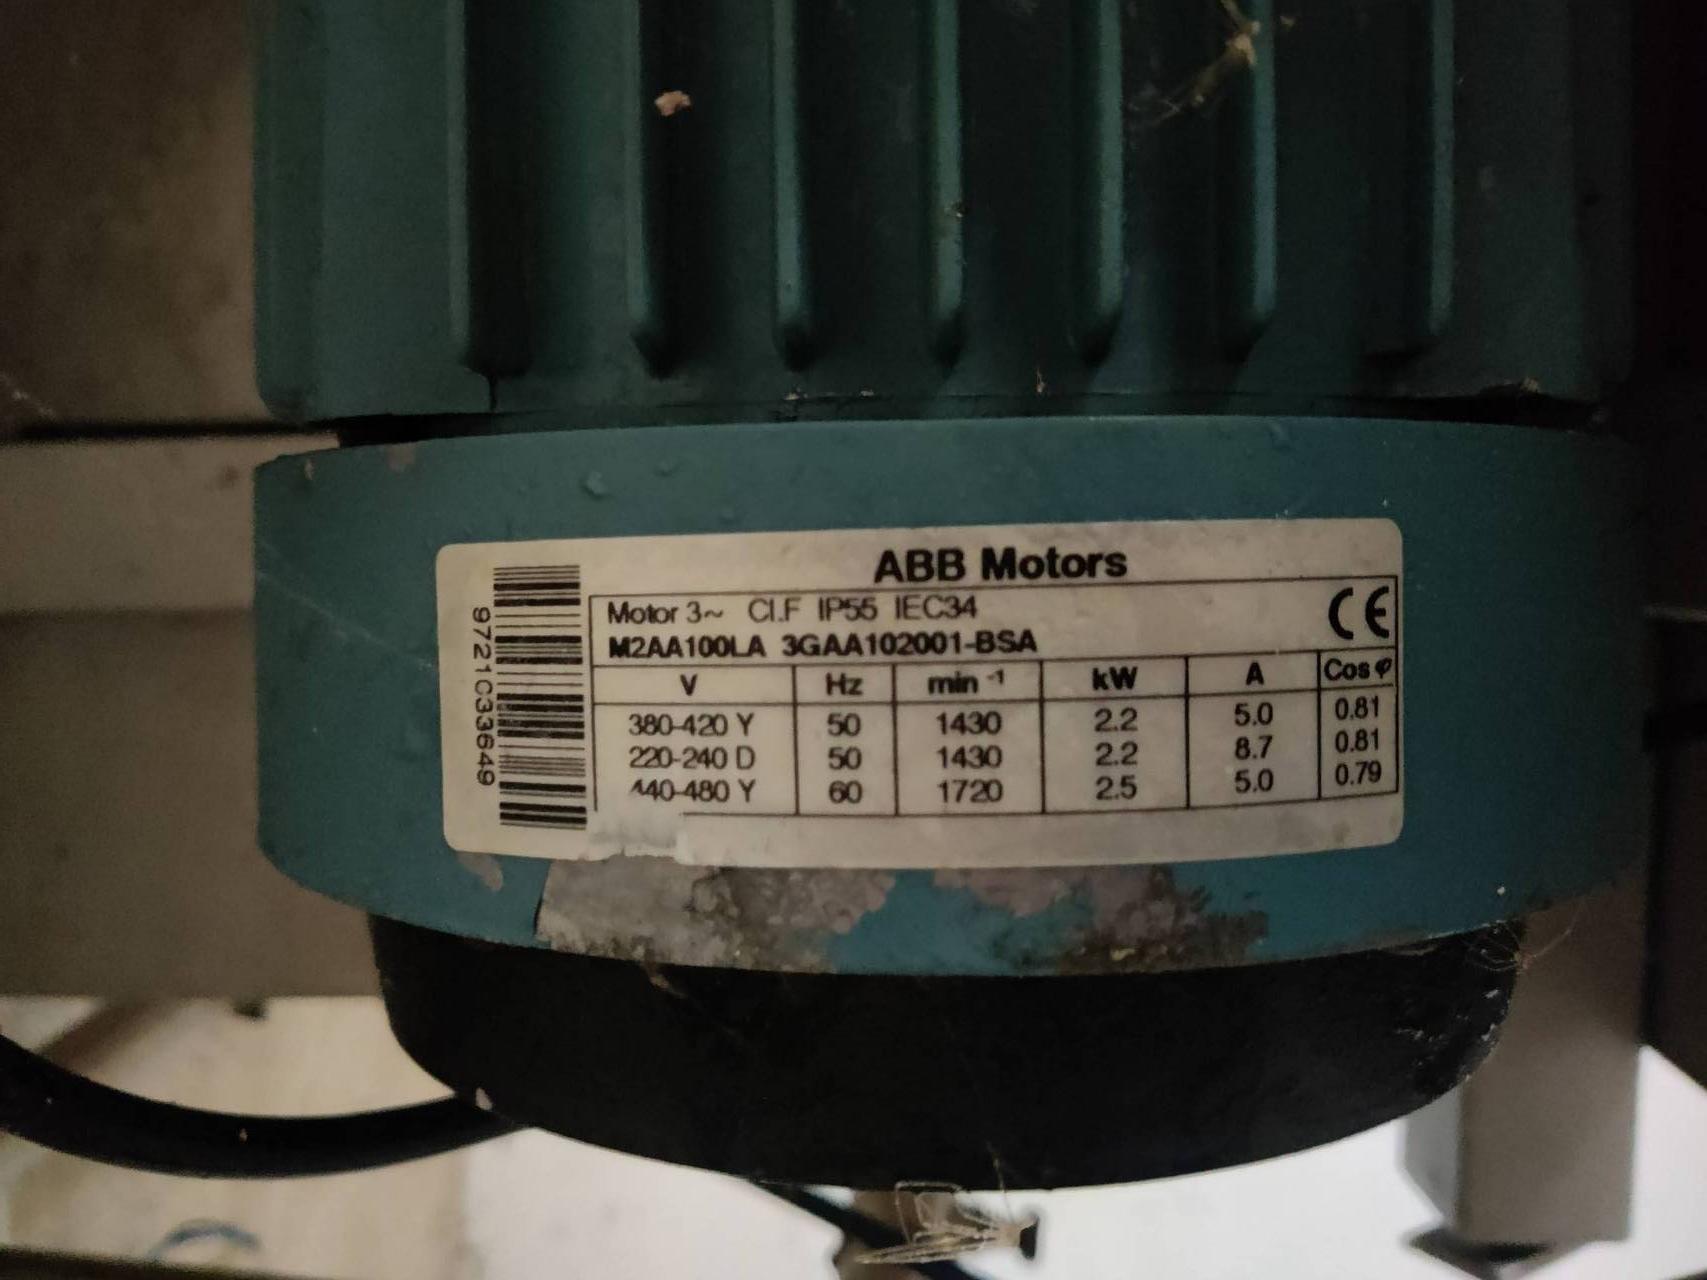 ABB Motors
Motor 3~ Cl.F IP55 IEC34 CE
M2AA100LA 3GAA102001-BSA
V Hz min -1 kW A Cos φ
380-420 Y 50 1430 2.2 5.0 0.81
220-240 D 50 1430 2.2 8.7 0.81
440-480 Y 60 1720 2.5 5.0 0.79
9721C33649